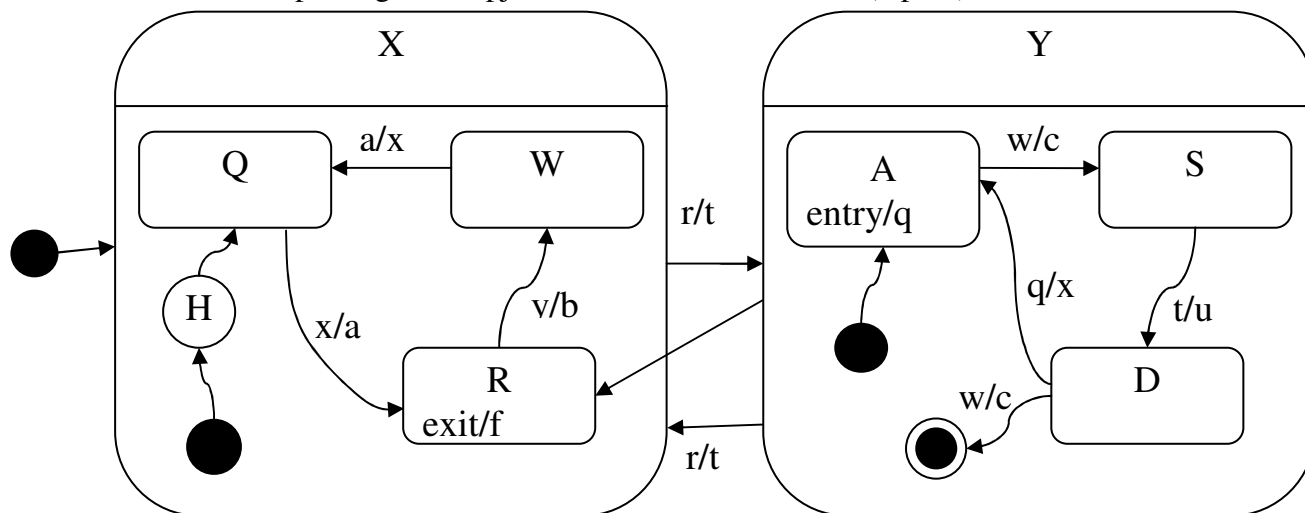 X
Y
Q
a/x
W
A
entry/q
w/c
S
r/t
H
x/a
v/b
q/x
t/u
R
exit/f
w/c
D
r/t